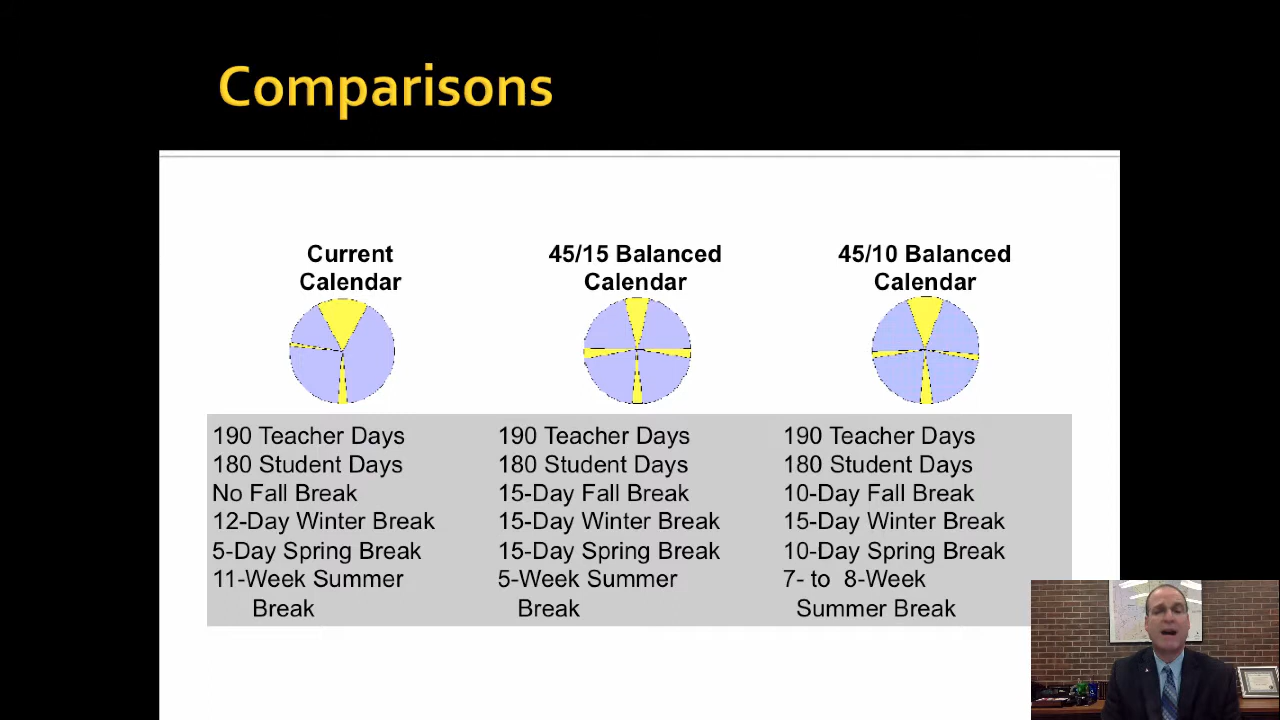 Comparisons
Current
Calendar
190 Teacher Days
180 Student Days
No Fall Break
12-Day Winter Break
5-Day Spring Break
11-Week Summer
Break
45/15 Balanced
Calendar
190 Teacher Days
180 Student Days
15-Day Fall Break
15-Day Winter Break
15-Day Spring Break
5-Week Summer
Break
45/10 Balanced
Calendar
190 Teacher Days
180 Student Days
10-Day Fall Break
15-Day Winter Break
10-Day Spring Break
7- to 8-Week
Summer Break